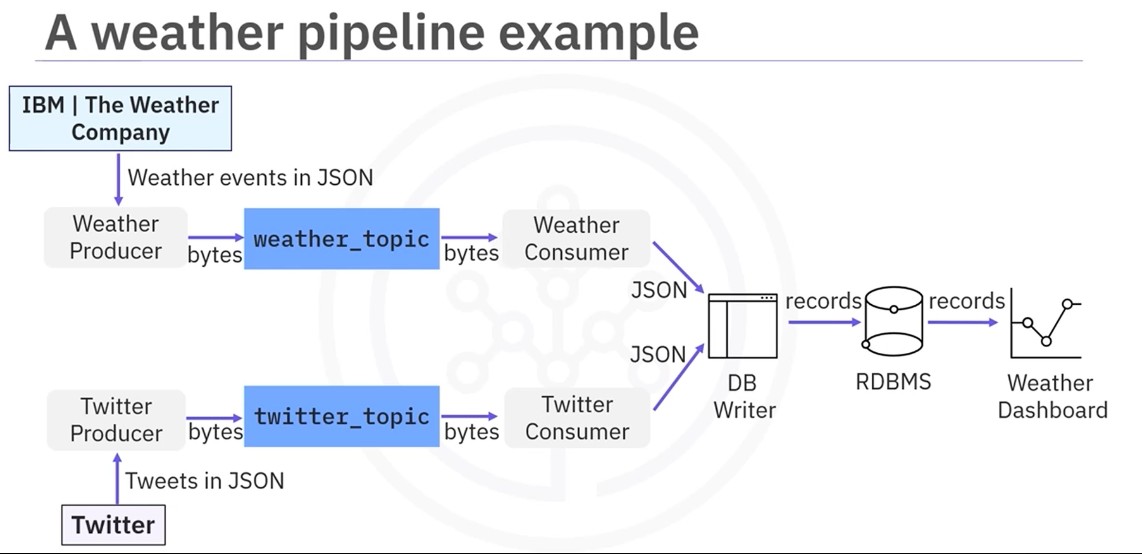 A weather pipeline example
IBM | The Weather
Company
Weather events in JSON
Weather
Producer
bytes
weather_topic
bytes
Weather
Consumer
JSON
JSON
DB
Writer
records
RDBMS
records
Weather
Dashboard
Twitter
Producer
bytes
twitter_topic
bytes
Twitter
Consumer
Tweets in JSON
Twitter